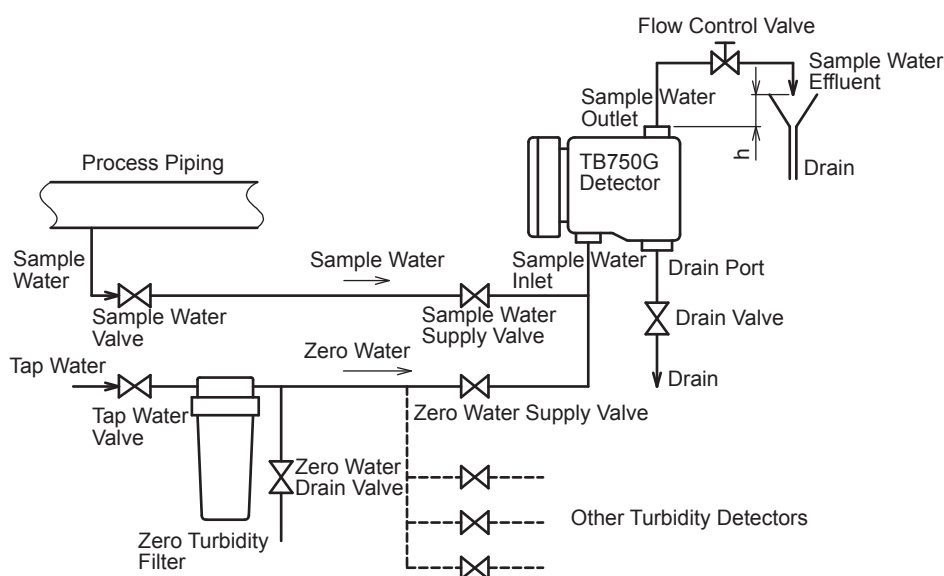 Flow Control Valve
Sample Water
Effluent
Sample Water
Outlet
Process Piping
TB750G
Detector
h
Drain
Sample
Water
Sample Water
Sample Water
Inlet
Drain Port
Sample Water
Valve
Sample Water
Supply Valve
Drain Valve
Zero Water
Tap Water
Drain
Tap Water
Valve
Zero Water Supply Valve
Zero Water
Drain Valve
Other Turbidity Detectors
Zero Turbidity
Filter